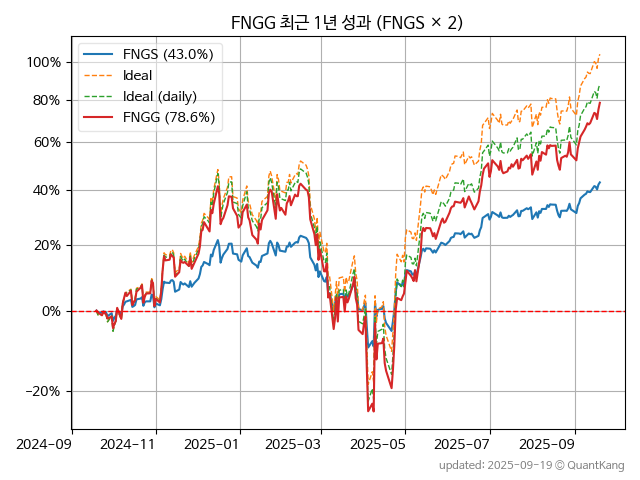 FNGG 최근 1년 성과 (FNGS × 2)
FNGS (43.0%)
Ideal
Ideal (daily)
FNGG (78.6%)
100%
80%
60%
40%
20%
0%
−20%
2024-09
2024-11
2025-01
2025-03
2025-05
2025-07
2025-09
updated: 2025-09-19 © QuantKang